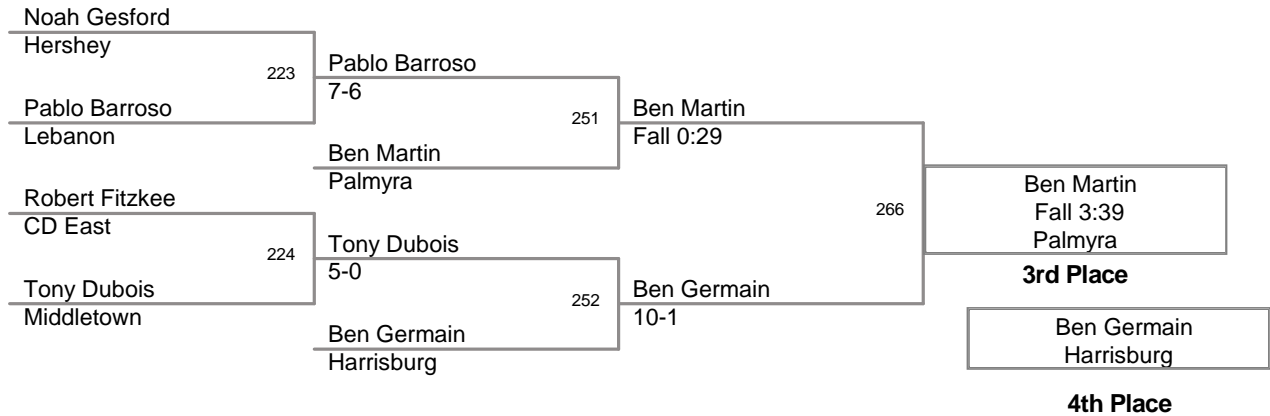 Noah Gesford
Hershey
223
Pablo Barroso
Lebanon
Robert Fitzkee
CD East
224
Tony Dubois
Middletown
Pablo Barroso
7-6
251
Ben Martin
Palmyra
Tony Dubois
5-0
252
Ben Germain
Harrisburg
Ben Martin
Fall 0:29
266
Ben Germain
10-1
Ben Martin
Fall 3:39
Palmyra
3rd Place
Ben Germain
Harrisburg
4th Place